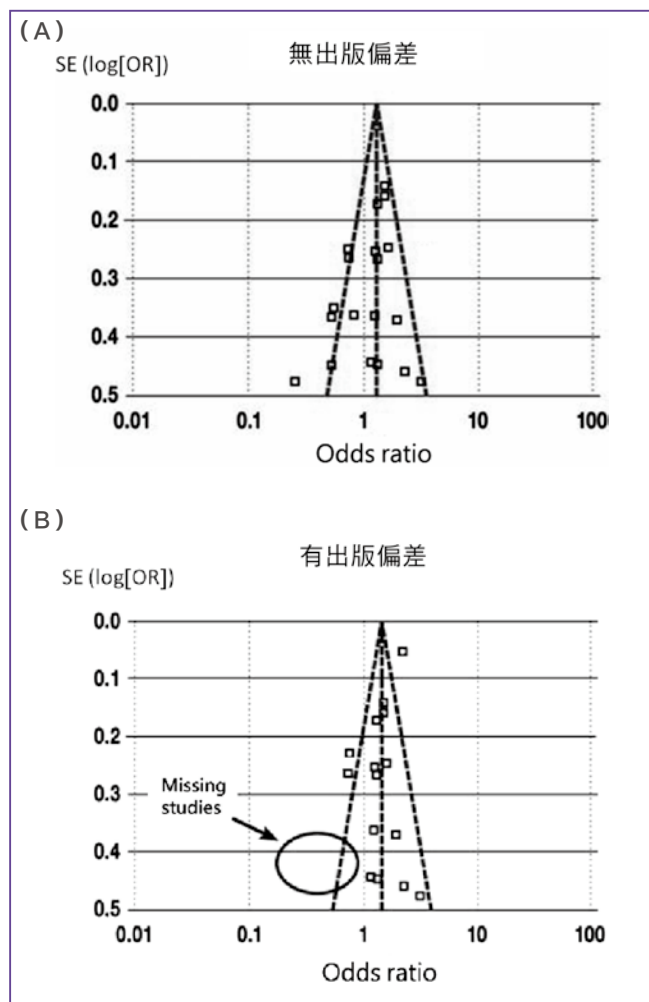 (A)
無出版偏差
SE (log[OR])
0.0
0.1
0.2
0.3
0.4
0.5
0.01 0.1 1 10 100
Odds ratio
(B)
有出版偏差
SE (log[OR])
0.0
0.1
0.2
0.3
0.4
0.5
Missing
studies
0.01 0.1 1 10 100
Odds ratio